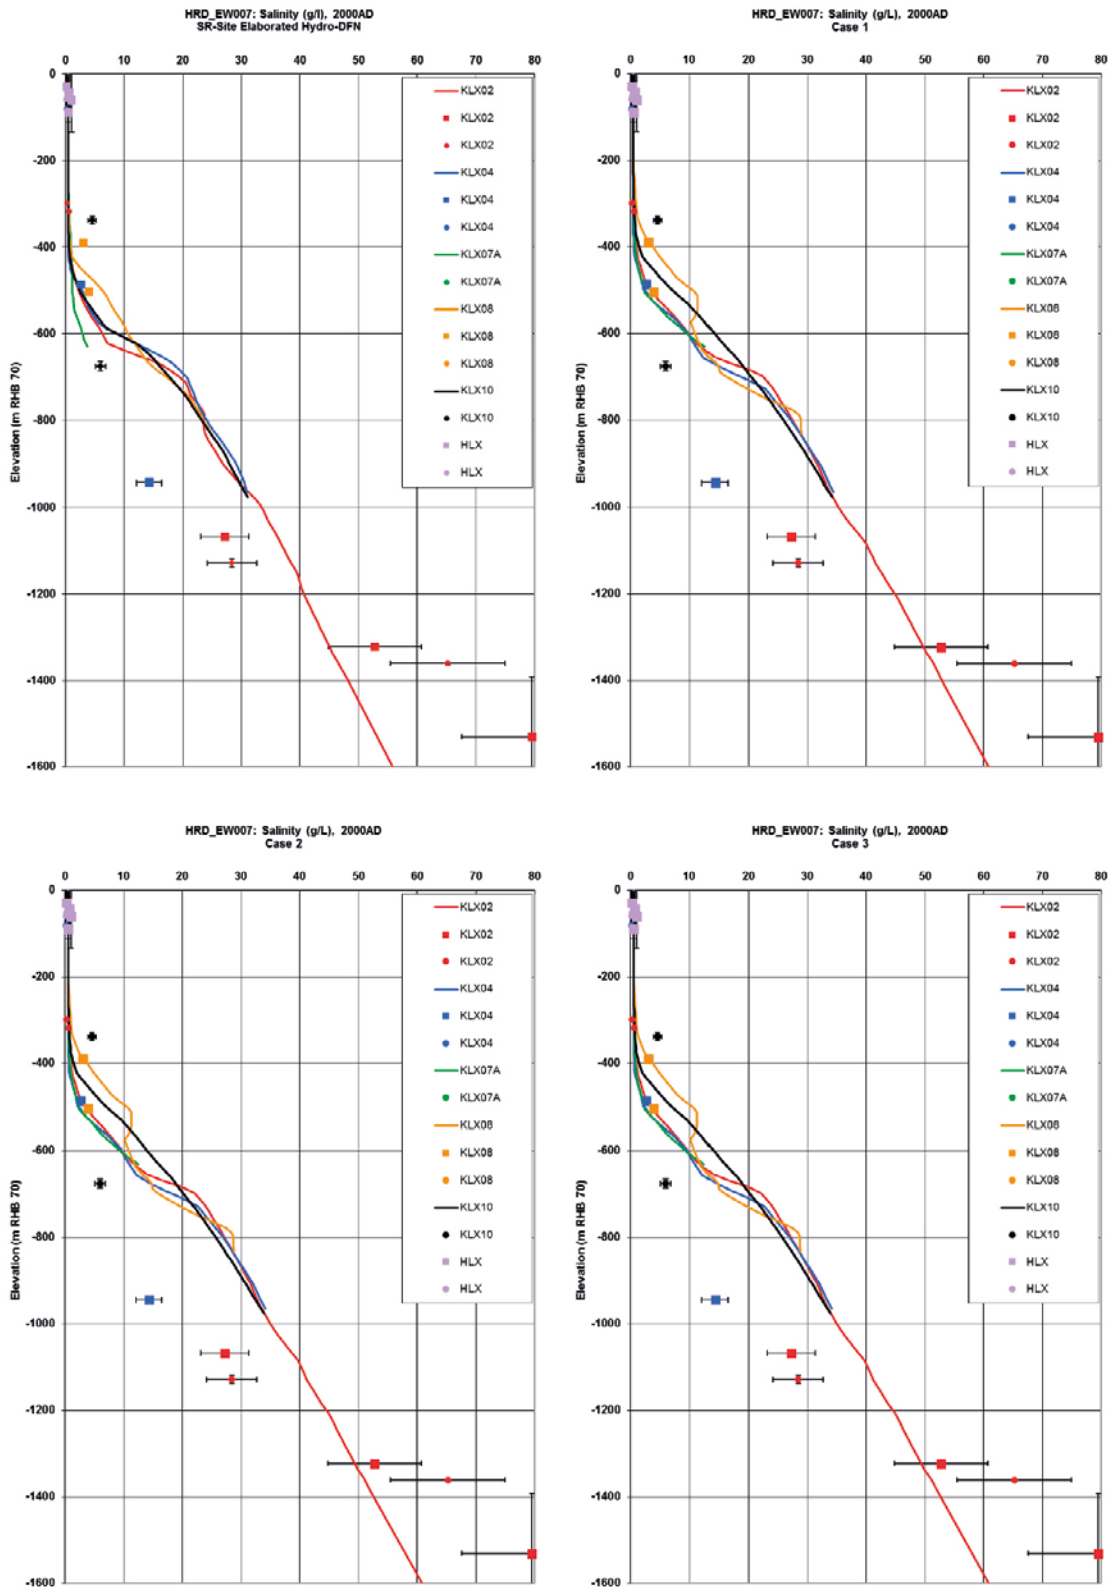 HRD_EW007: Salinity (g/l), 2000AD
SR-Site Elaborated Hydro-DFN
0 10 20 30 40 50 60 70 80
0
-200
-400
-600
-800
-1000
-1200
-1400
-1600
Elevation (m RHB 70)
KLX02
KLX02
KLX02
KLX04
KLX04
KLX04
KLX07A
KLX07A
KLX08
KLX08
KLX08
KLX10
KLX10
HLX
HLX
HRD_EW007: Salinity (g/L), 2000AD
Case 1
0 10 20 30 40 50 60 70 80
0
-200
-400
-600
-800
-1000
-1200
-1400
-1600
Elevation (m RHB 70)
KLX02
KLX02
KLX02
KLX04
KLX04
KLX04
KLX07A
KLX07A
KLX08
KLX08
KLX08
KLX10
KLX10
HLX
HLX
HRD_EW007: Salinity (g/L), 2000AD
Case 2
0 10 20 30 40 50 60 70 80
0
-200
-400
-600
-800
-1000
-1200
-1400
-1600
Elevation (m RHB 70)
KLX02
KLX02
KLX02
KLX04
KLX04
KLX04
KLX07A
KLX07A
KLX08
KLX08
KLX08
KLX10
KLX10
HLX
HLX
HRD_EW007: Salinity (g/L), 2000AD
Case 3
0 10 20 30 40 50 60 70 80
0
-200
-400
-600
-800
-1000
-1200
-1400
-1600
Elevation (m RHB 70)
KLX02
KLX02
KLX02
KLX04
KLX04
KLX04
KLX07A
KLX07A
KLX08
KLX08
KLX08
KLX10
KLX10
HLX
HLX